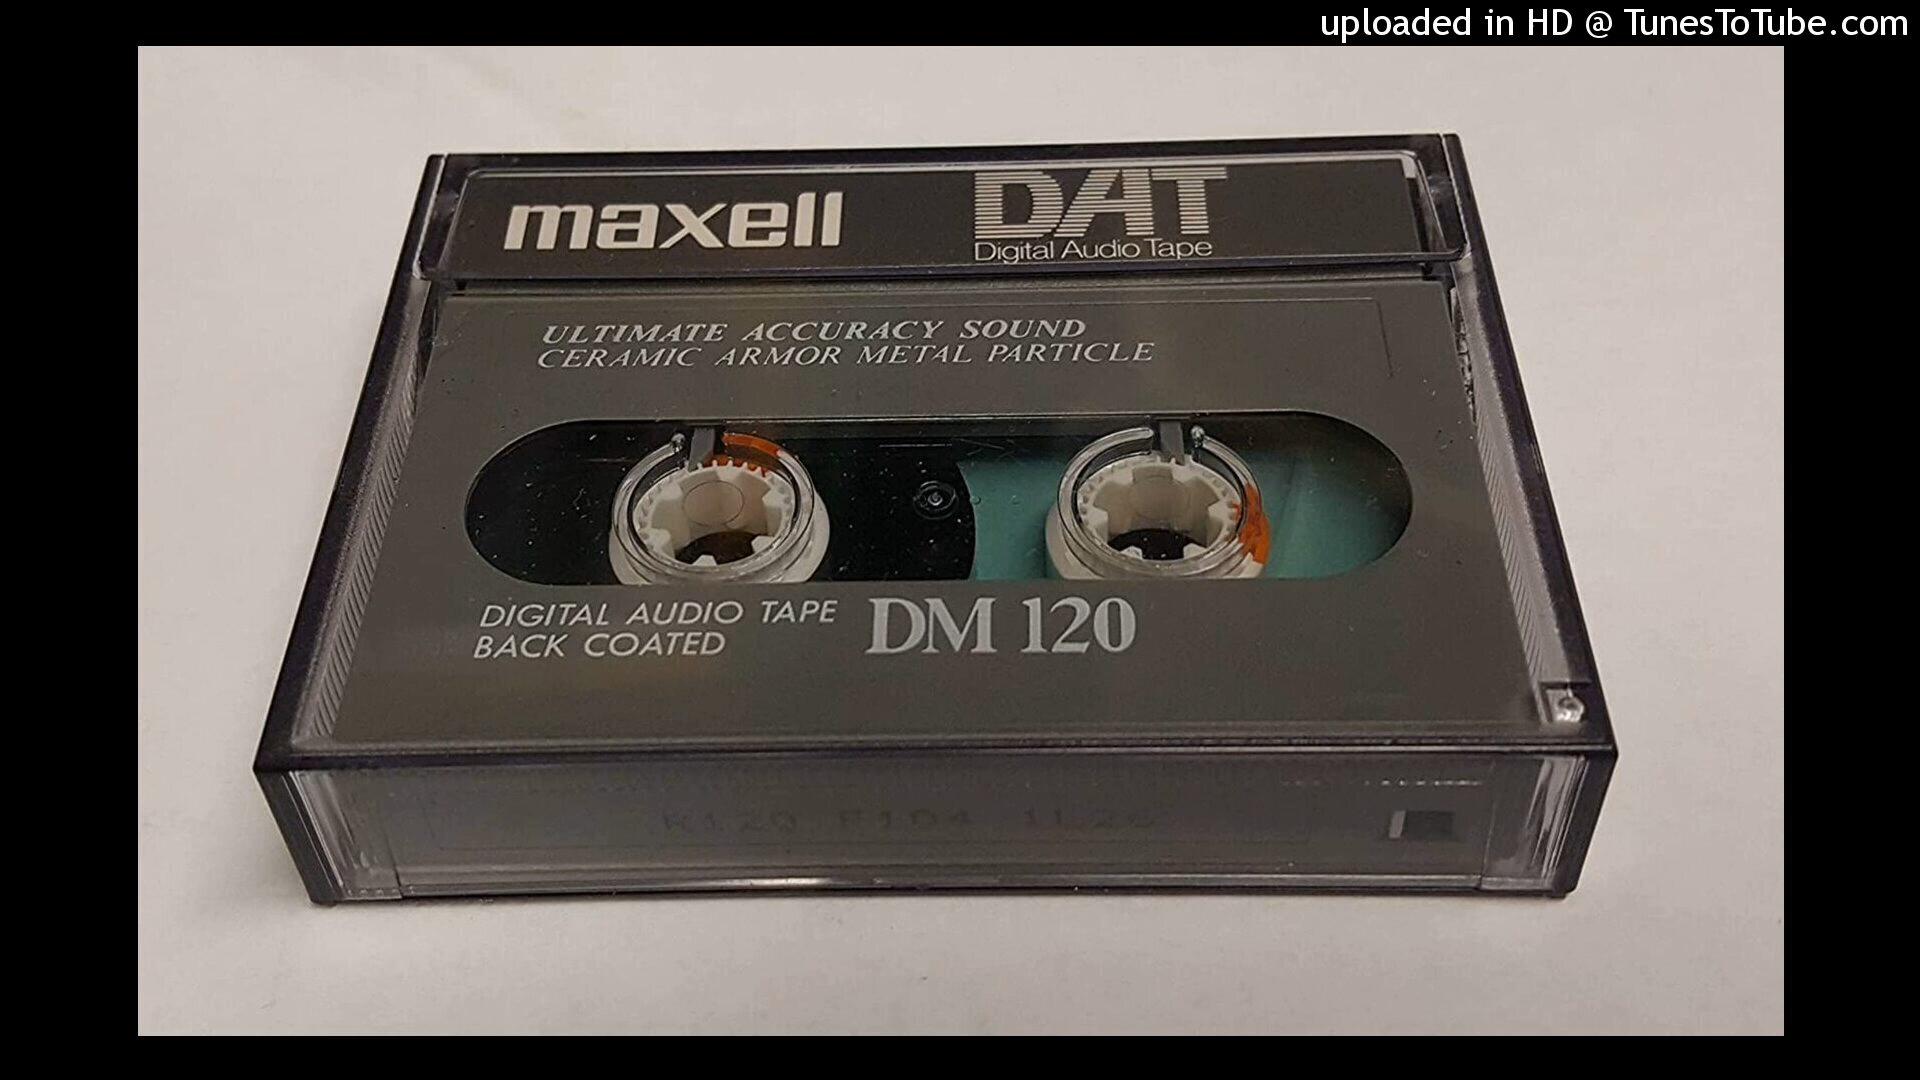 uploaded in HD @ TunesToTube.com
maxell
DAT
Digital Audio Tape
ULTIMATE ACCURACY SOUND
CERAMIC ARMOR METAL PARTICLE
DIGITAL AUDIO TAPE
BACK COATED
DM 120